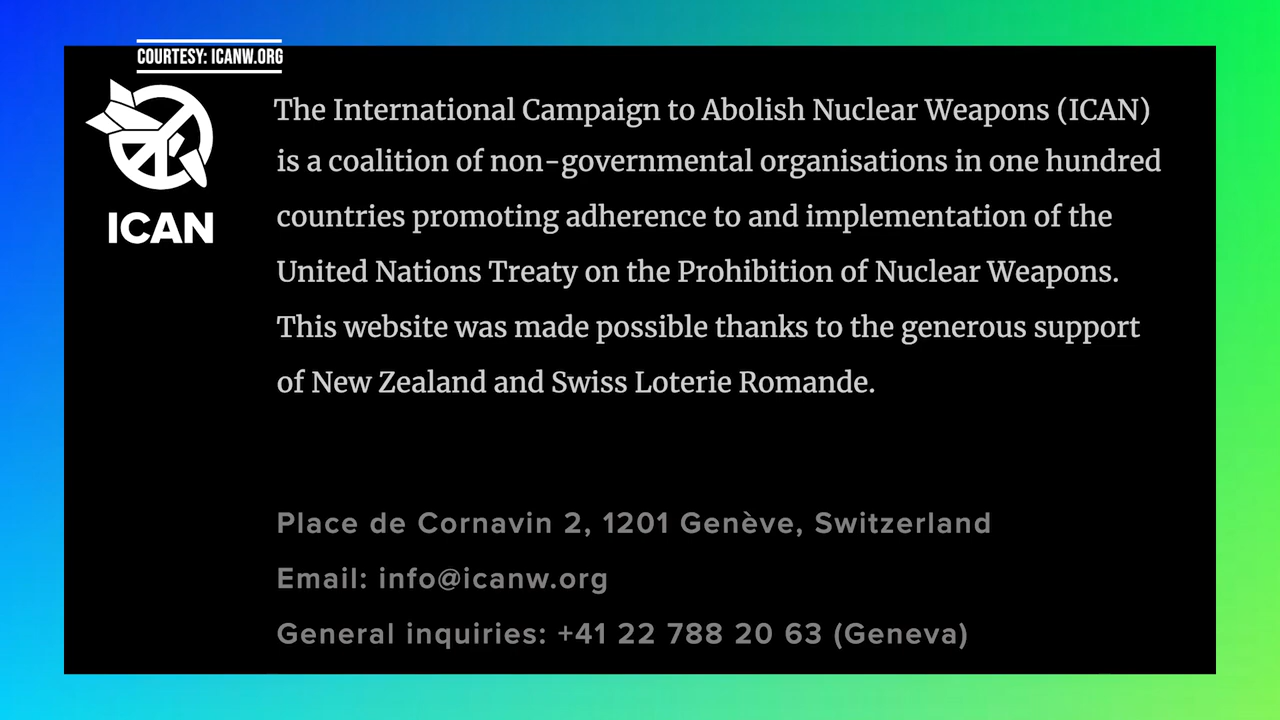 COURTESY: ICANW.ORG
ICAN
The International Campaign to Abolish Nuclear Weapons (ICAN)
is a coalition of non-governmental organisations in one hundred
countries promoting adherence to and implementation of the
United Nations Treaty on the Prohibition of Nuclear Weapons.
This website was made possible thanks to the generous support
of New Zealand and Swiss Loterie Romande.
Place de Cornavin 2, 1201 Genève, Switzerland
Email: info@icanw.org
General inquiries: +41 22 788 20 63 (Geneva)